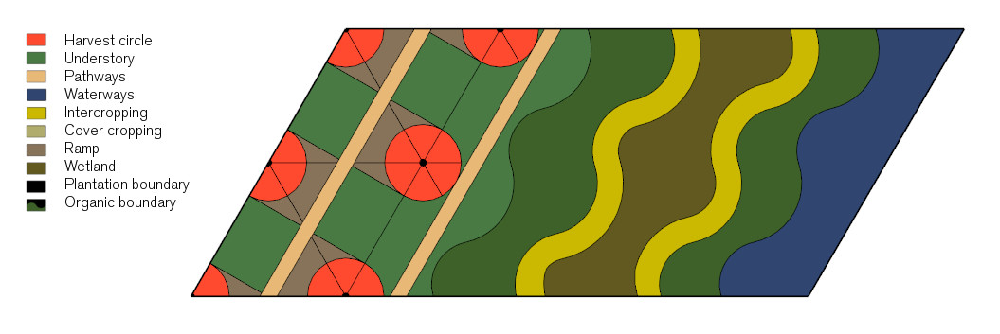 Harvest circle
Understory
Pathways
Waterways
Intercropping
Cover cropping
Ramp
Wetland
Plantation boundary
Organic boundary